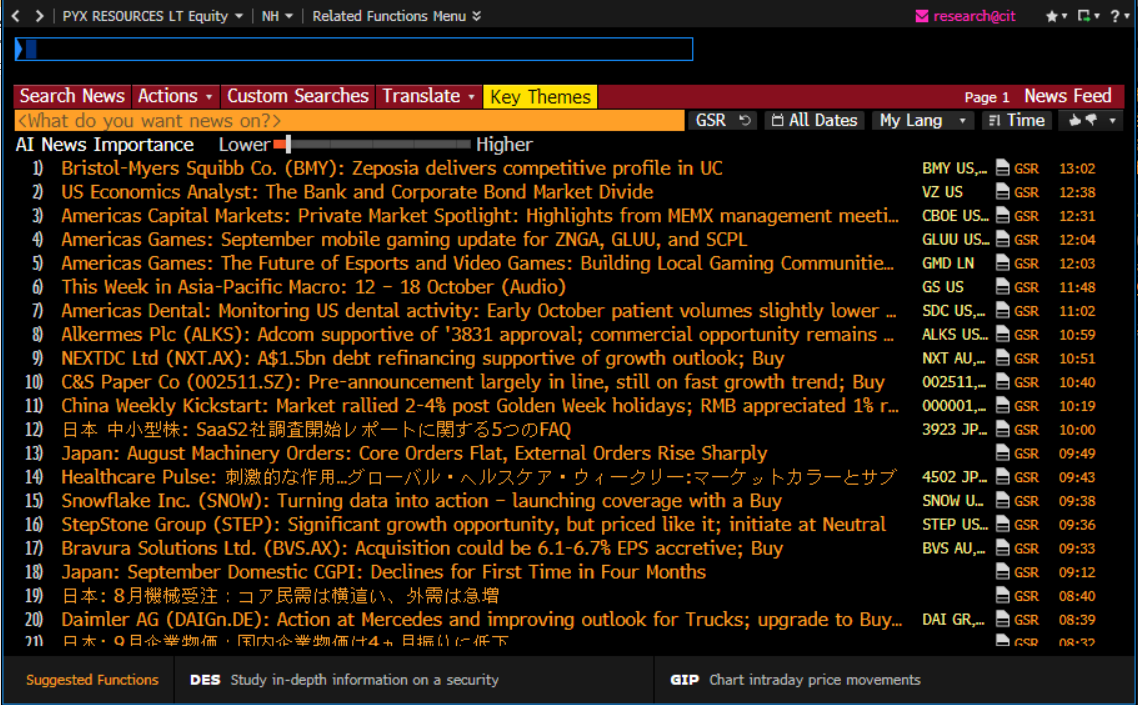 PYX RESOURCES LT Equity NH Related Functions Menu research@cit ?
Search News Actions Custom Searches Translate Key Themes Page 1 News Feed
<What do you want news on?> GSR All Dates My Lang Time
AI News Importance Lower Higher
1) Bristol-Myers Squibb Co. (BMY): Zeposia delivers competitive profile in UC BMY US,… GSR 13:02
2) US Economics Analyst: The Bank and Corporate Bond Market Divide VZ US GSR 12:38
3) Americas Capital Markets: Private Market Spotlight: Highlights from MEMX management meeti… CBOE US… GSR 12:31
4) Americas Games: September mobile gaming update for ZNGA, GLUU, and SCPL GLUU US… GSR 12:04
5) Americas Games: The Future of Esports and Video Games: Building Local Gaming Communitie… GMD LN GSR 12:03
6) This Week in Asia-Pacific Macro: 12 – 18 October (Audio) GS US GSR 11:48
7) Americas Dental: Monitoring US dental activity: Early October patient volumes slightly lower … SDC US,… GSR 11:02
8) Alkermes Plc (ALKS): Adcom supportive of '3831 approval; commercial opportunity remains … ALKS US… GSR 10:59
9) NEXTDC Ltd (NXT.AX): A$1.5bn debt refinancing supportive of growth outlook; Buy NXT AU,… GSR 10:51
10) C&S Paper Co (002511.SZ): Pre-announcement largely in line, still on fast growth trend; Buy 002511,… GSR 10:40
11) China Weekly Kickstart: Market rallied 2-4% post Golden Week holidays; RMB appreciated 1% r… 000001,… GSR 10:19
12) 日本 中小型株: SaaS2社調査開始レポートに関する5つのFAQ 3923 JP… GSR 10:00
13) Japan: August Machinery Orders: Core Orders Flat, External Orders Rise Sharply GSR 09:49
14) Healthcare Pulse: 刺激的な作用…グローバル・ヘルスケア・ウィークリー:マーケットカラーとサブ 4502 JP… GSR 09:43
15) Snowflake Inc. (SNOW): Turning data into action – launching coverage with a Buy SNOW U… GSR 09:38
16) StepStone Group (STEP): Significant growth opportunity, but priced like it; initiate at Neutral STEP US… GSR 09:36
17) Bravura Solutions Ltd. (BVS.AX): Acquisition could be 6.1-6.7% EPS accretive; Buy BVS AU,… GSR 09:33
18) Japan: September Domestic CGPI: Declines for First Time in Four Months GSR 09:12
19) 日本: 8月機械受注：コア民需は横這い、外需は急増 GSR 08:40
20) Daimler AG (DAIGn.DE): Action at Mercedes and improving outlook for Trucks; upgrade to Buy… DAI GR,… GSR 08:39
21) 日本: 9月企業物価：国内企業物価は4ヵ月振りに低下 GSR 08:32
Suggested Functions DES Study in-depth information on a security GIP Chart intraday price movements